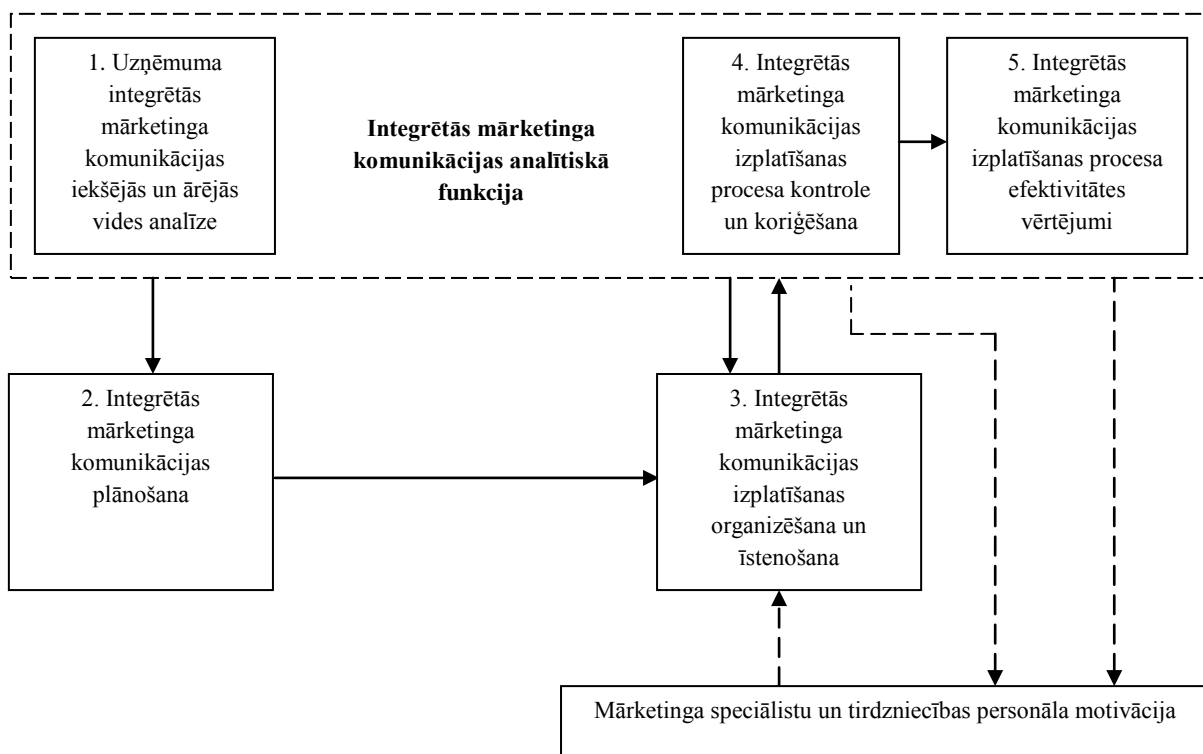 1. Uzņēmuma
integrētās
mārketinga
komunikācijas
iekšējās un ārējās
vides analīze
Integrētās mārketinga
komunikācijas analītiskā
funkcija
4. Integrētās
mārketinga
komunikācijas
izplatīšanas
procesa kontrole
un koriģēšana
5. Integrētās
mārketinga
komunikācijas
izplatīšanas procesa
efektivitātes
vērtējumi
2. Integrētās
mārketinga
komunikācijas
plānošana
3. Integrētās
mārketinga
komunikācijas
izplatīšanas
organizēšana un
īstenošana
Mārketinga speciālistu un tirdzniecības personāla motivācija